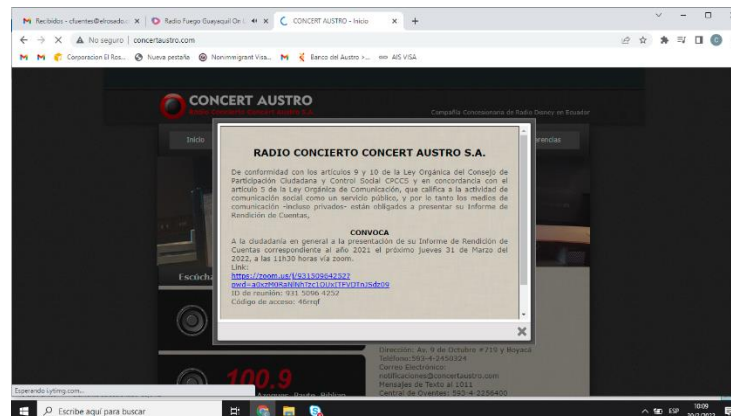 Recibidos - cfuentes@elrosado.c
Radio Fuego Guayaquil On L
CONCERT AUSTRO - Inicio
No seguro | concertaustro.com
Corporacion El Ros...
Nueva pestaña
Nonimmigrant Visa...
Banco del Austro >...
AIS VISA
CONCERT AUSTRO
Radio Concierto Concert Austro S.A.
Compañía Concesionaria de Radio Disney en Ecuador
Inicio
RADIO CONCIERTO CONCERT AUSTRO S.A.
De conformidad con los artículos 9 y 10 de la Ley Orgánica del Consejo de
Participación Ciudadana y Control Social CPCCS y en concordancia con el
artículo 5 de la Ley Orgánica de Comunicación, que califica a la actividad de
comunicación social como un servicio público, y por lo tanto los medios de
comunicación -incluso privados- están obligados a presentar su Informe de
Rendición de Cuentas,
CONVOCA
A la ciudadanía en general a la presentación de su Informe de Rendición de
Cuentas correspondiente al año 2021 el próximo jueves 31 de Marzo del
2022, a las 11h30 horas vía zoom.
Link:
https://zoom.us/j/93150964252?
ID de reunión: 931 5096 4252
Código de acceso: 46rrqf
Escúcha
100.9
Dirección: Av. 9 de Octubre #719 y Boyacá
Teléfono:593-4-2450324
Correo Electrónico:
notificaciones@concertaustro.com
Mensajes de Texto al 1011
Central de Oyentes: 593-4-2256400
Esperando i.ytimg.com...
Escribe aquí para buscar
ESP
10:09